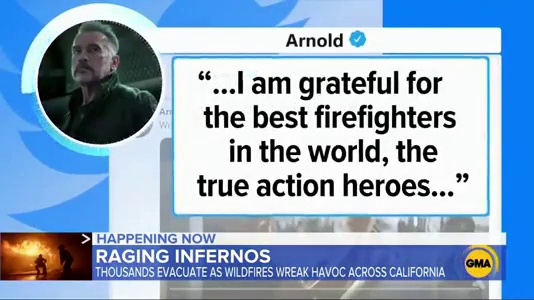 Arnold
“...I am grateful for
the best firefighters
in the world, the
true action heroes...”
HAPPENING NOW
RAGING INFERNOS
THOUSANDS EVACUATE AS WILDFIRES WREAK HAVOC ACROSS CALIFORNIA
GMA